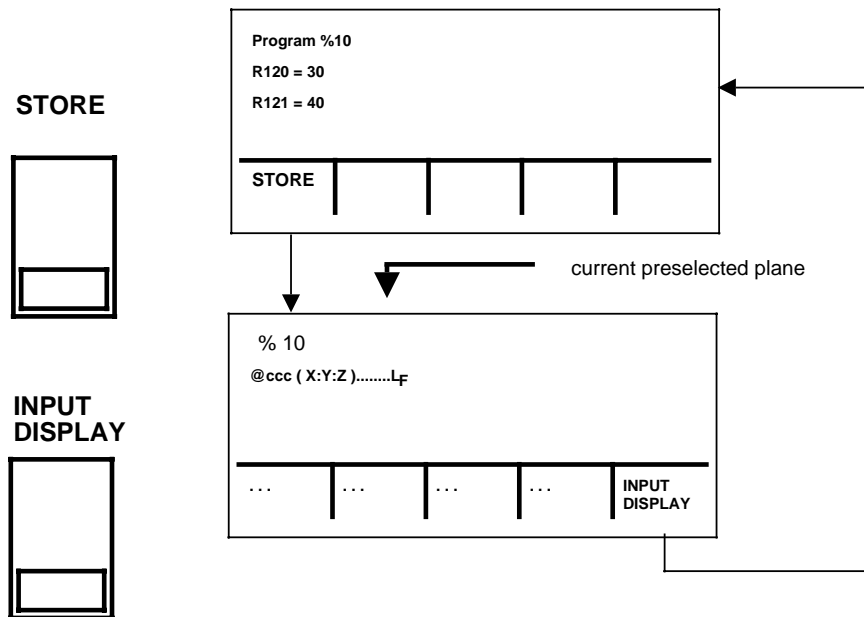 Program %10
R120 = 30
R121 = 40
STORE
STORE
current preselected plane
% 10
@ccc ( X:Y:Z )........LF
INPUT
DISPLAY
... ... ... ... INPUT
DISPLAY